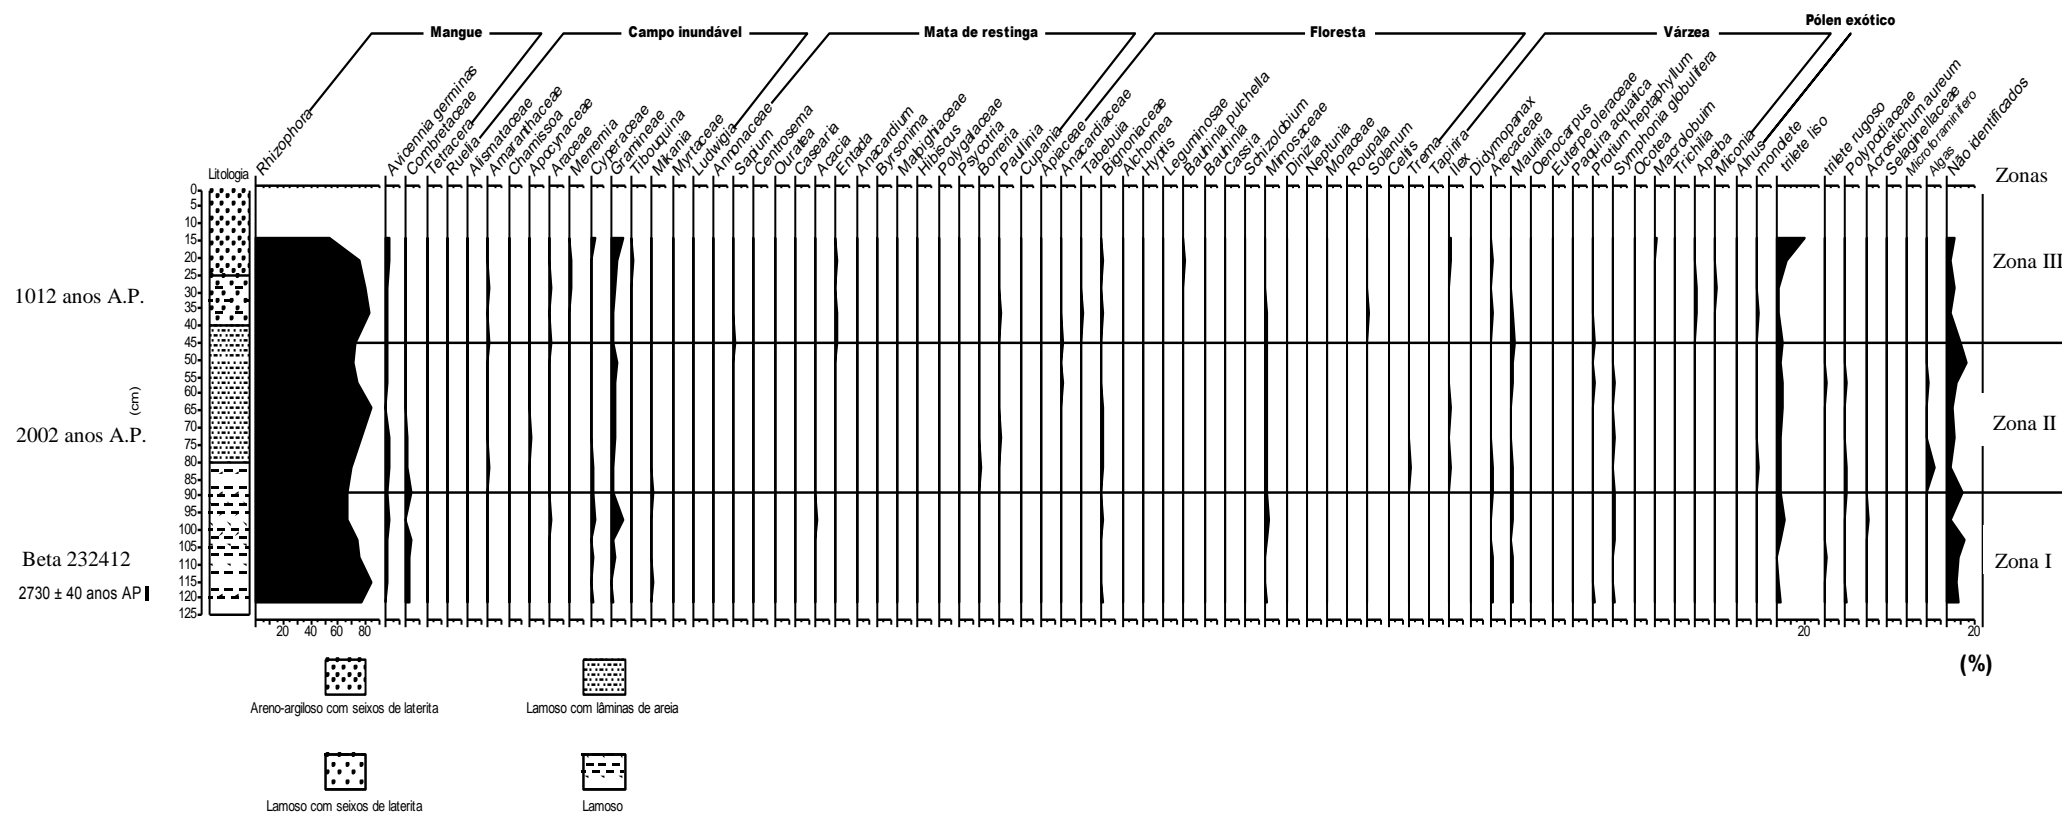 Mangue
Campo inundável
Mata de restinga
Floresta
Várzea
Pólen exótico
Litologia
Rhizophora
Avicennia germinas
Combretaceae
Tetracera
Ruelia
Alismataceae
Amaranthaceae
Chamissoa
Apocynaceae
Araceae
Merremia
Cyperaceae
Gramineae
Tibouquina
Mikania
Myrtaceae
Ludwigia
Annonaceae
Sapium
Centrosema
Ouratea
Casearia
Acacia
Entada
Anacardium
Byrsonima
Malpighiaceae
Hibiscus
Polygalaceae
Psycotria
Borreria
Paullinia
Cupania
Apiaceae
Anacardiaceae
Tabebuia
Bignoniaceae
Alchornea
Hyptis
Leguminosae
Bauhinia pulchella
Bauhinia
Cassia
Schrizolobium
Mimosaceae
Dinizia
Neptunia
Moraceae
Roupala
Solanum
Celtis
Trema
Tapirira
Ilex
Didymopanax
Arecaceae
Mauritia
Oenocarpus
Euterpe oleraceae
Paquira aquatica
Protium heptaphyllum
Symphonia globulifera
Ocotea
Macrolobuim
Trichilia
Apeiba
Miconia
Alnus
monolete
trilete liso
trilete rugoso
Polypodiaceae
Acrostichum aureum
Selaginellaceae
Microforaminifero
Algas
Não identificados
Zonas
0
5
10
15
20
25
30
35
40
45
50
55
60
65
70
75
80
85
90
95
100
105
110
115
120
125
(cm)
1012 anos A.P.
2002 anos A.P.
Beta 232412
2730 ± 40 anos AP
Zona III
Zona II
Zona I
20 40 60 80
20
20
(%)
Areno-argiloso com seixos de laterita
Lamoso com lâminas de areia
Lamoso com seixos de laterita
Lamoso